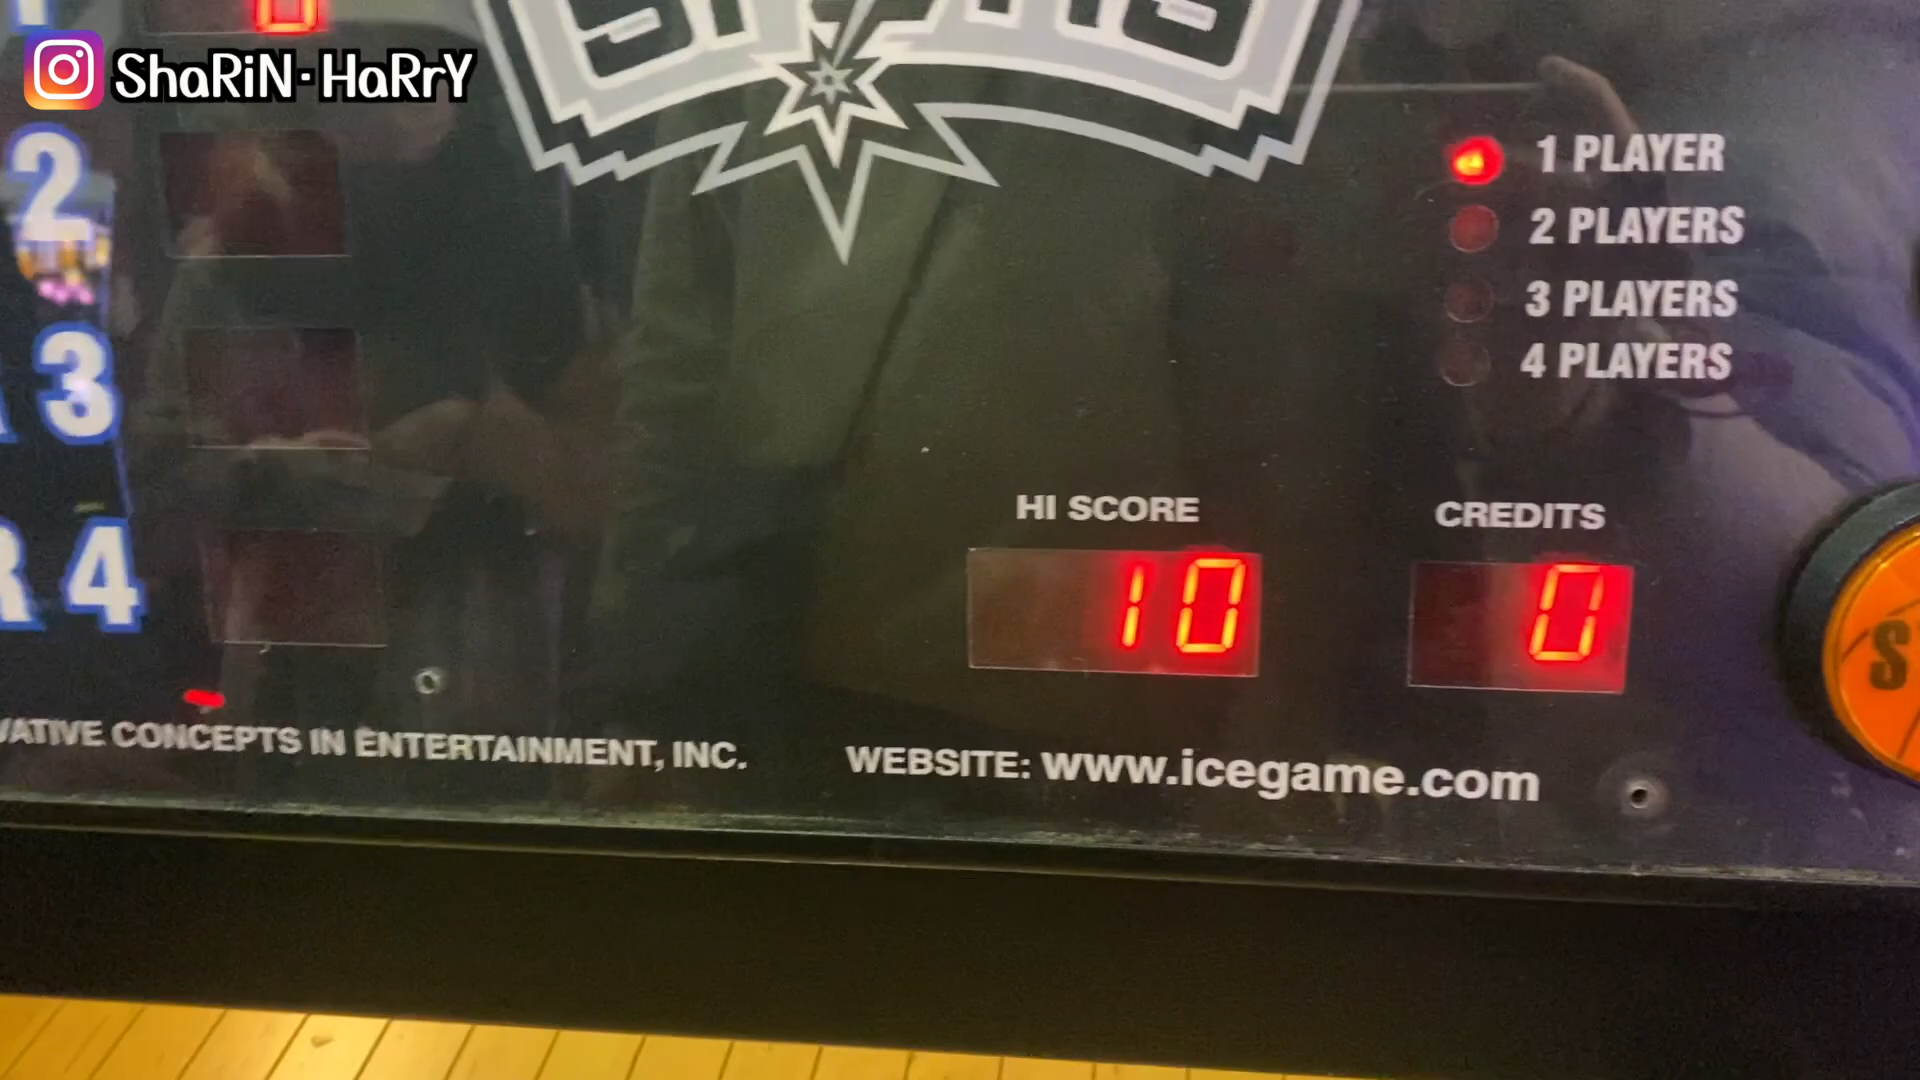 0
ShaRiN·HaRrY
1 PLAYER
2
2 PLAYERS
3 PLAYERS
3
4 PLAYERS
HI SCORE
CREDITS
10
0
R 4
S
VATIVE CONCEPTS IN ENTERTAINMENT, INC.
WEBSITE: www.icegame.com